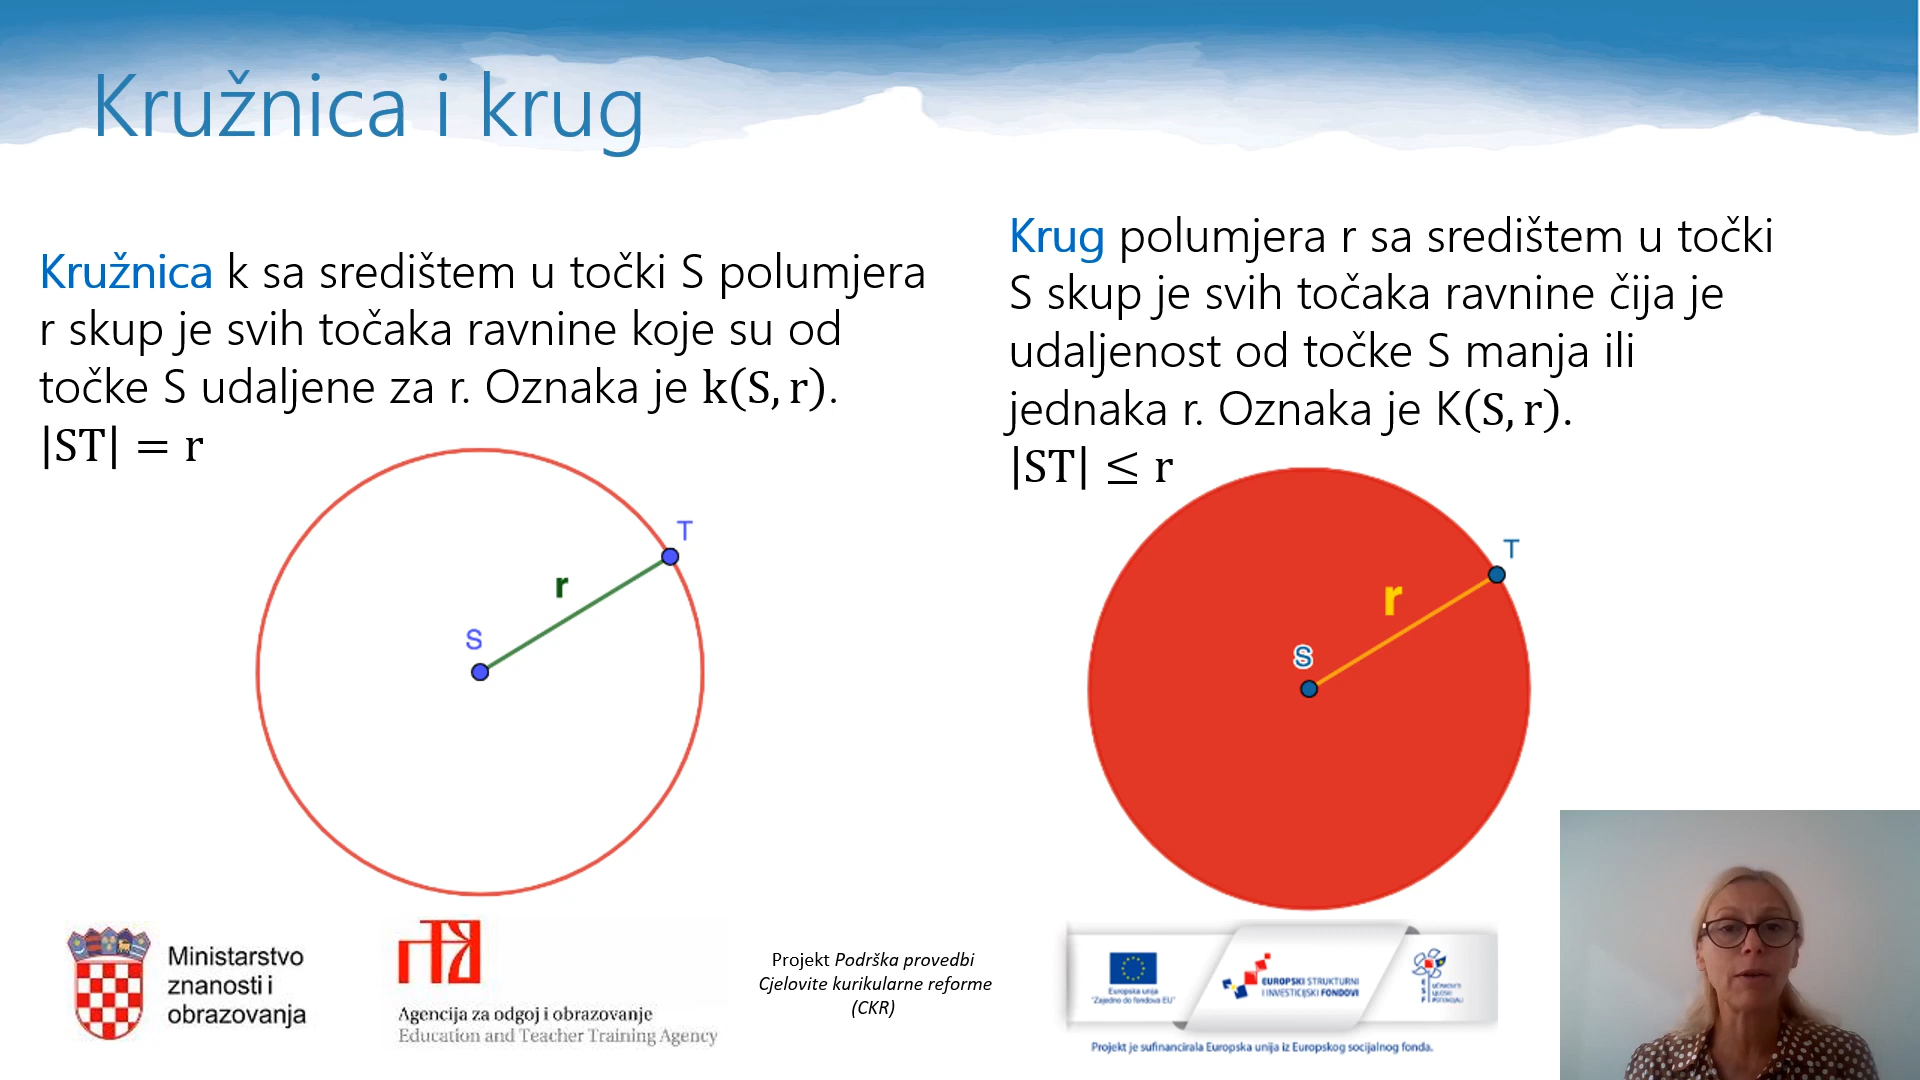 Kružnica i krug
Kružnica k sa središtem u točki S polumjera
r skup je svih točaka ravnine koje su od
točke S udaljene za r. Oznaka je k(S, r).
|ST| = r
T
r
S
Krug polumjera r sa središtem u točki
S skup je svih točaka ravnine čija je
udaljenost od točke S manja ili
jednaka r. Oznaka je K(S, r).
|ST| ≤ r
T
r
S
Ministarstvo
znanosti i
obrazovanja
Agencija za odgoj i obrazovanje
Education and Teacher Training Agency
Projekt Podrška provedbi
Cjelovite kurikularne reforme
(CKR)
Europska unija
"Zajedno do fondova EU"
EUROPSKI STRUKTURNI
I INVESTICIJSKI FONDOVI
Projekt je sufinancirala Europska unija iz Europskog socijalnog fonda.